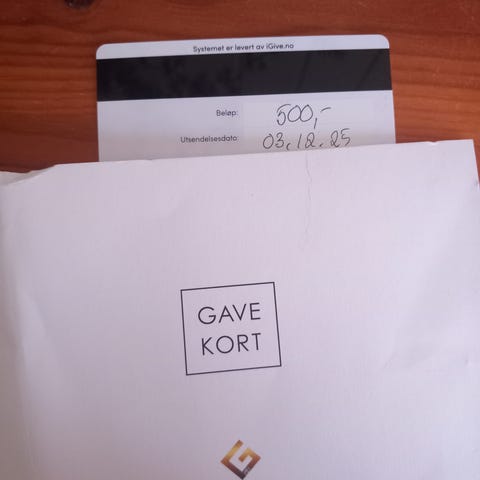 Systemet er levert av iGive.no
Beløp: 500,-
Utsendelsesdato: 03.12.25
GAVE
KORT